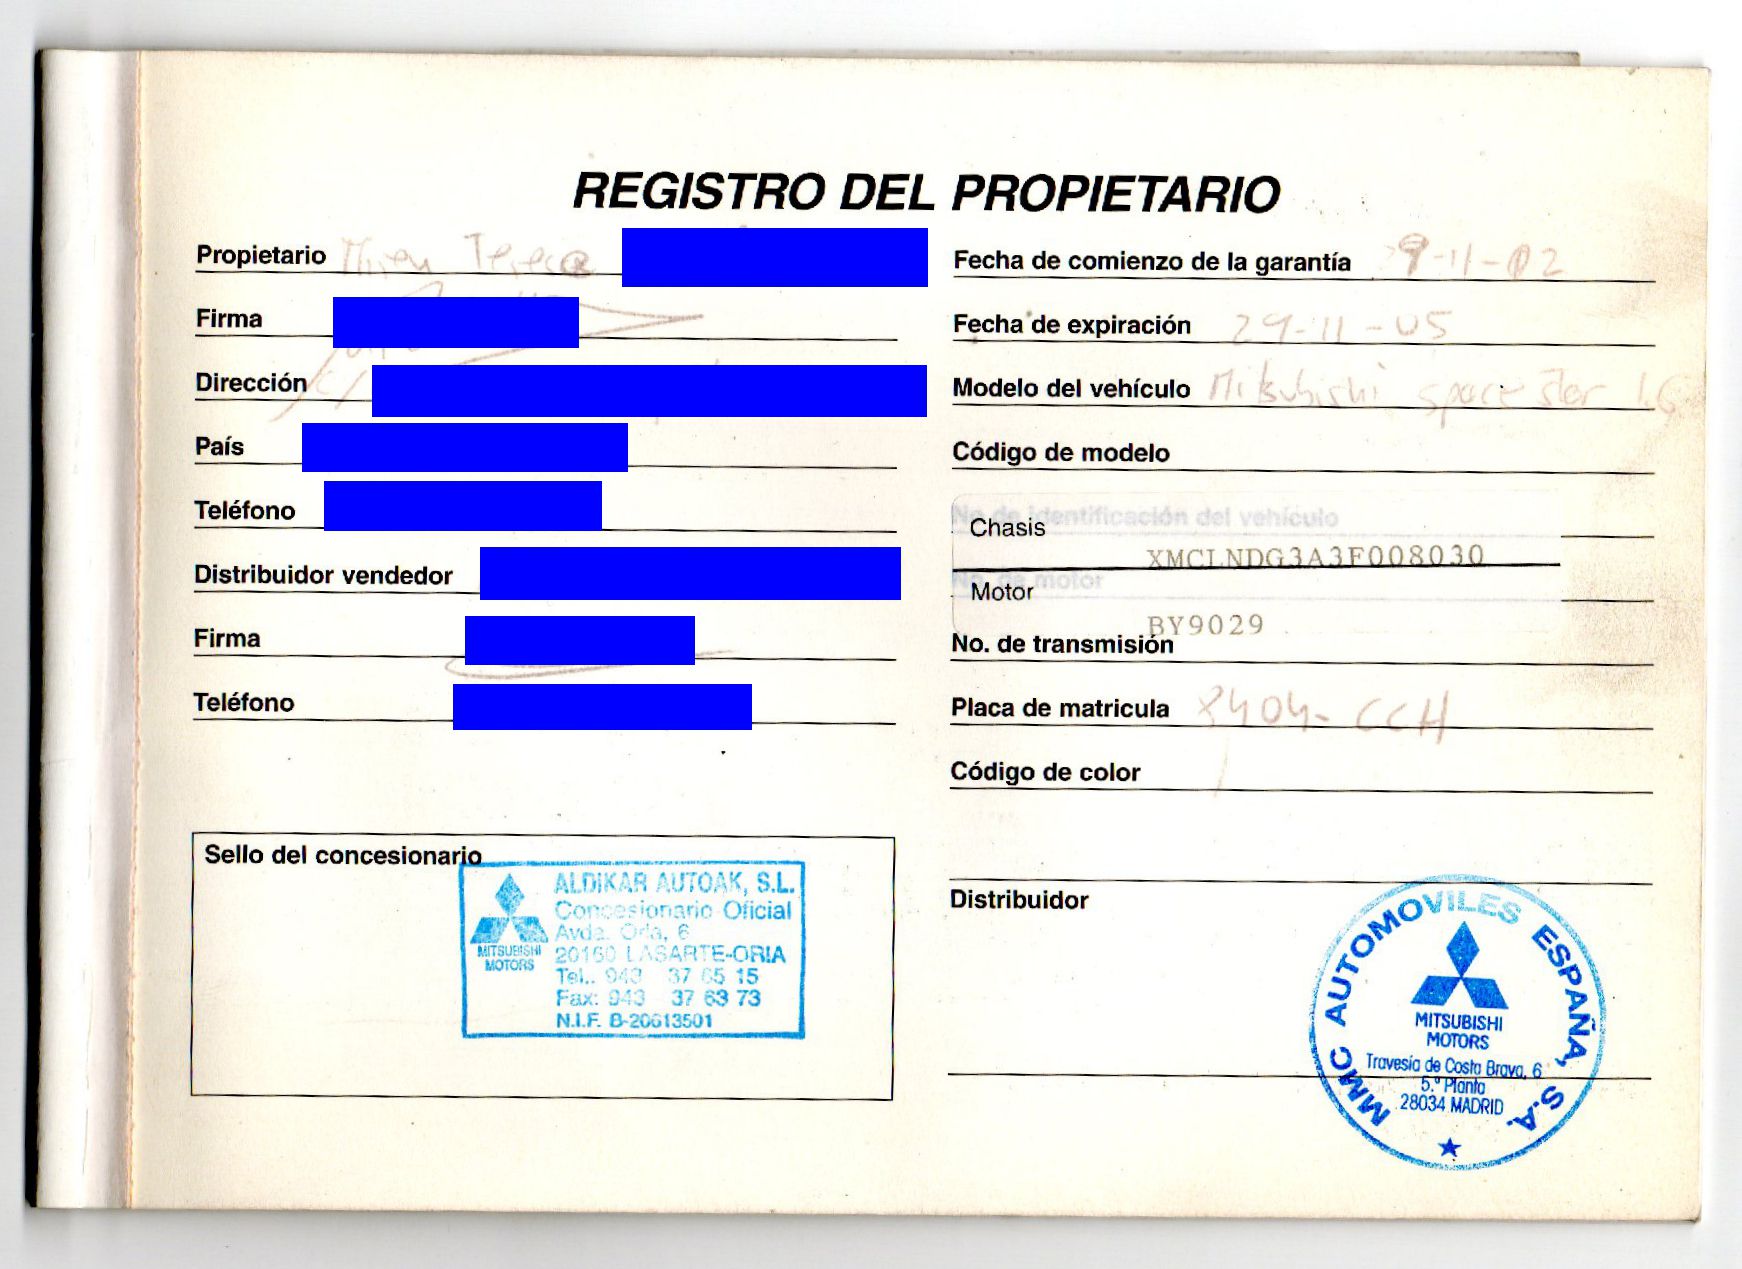 REGISTRO DEL PROPIETARIO
Propietario Miren Teresa
Firma
Dirección
País
Teléfono
Distribuidor vendedor
Firma
Teléfono
Fecha de comienzo de la garantía 29-11-02
Fecha de expiración 29-11-05
Modelo del vehículo Mitsubishi space star 1.6
Código de modelo
No. de identificación del vehículo
Chasis
XMCLNDG3A3F008030
No. de motor
Motor
BY9029
No. de transmisión
Placa de matricula 8404-CCH
Código de color
Sello del concesionario
MITSUBISHI
MOTORS
ALDIKAR AUTOAK, S.L.
Concesionario Oficial
Avda. Oria, 6
20160 LASARTE-ORIA
Tel.. 943 37 65 15
Fax: 943 37 63 73
N.I.F. B-20613501
Distribuidor
MMC AUTOMOVILES ESPAÑA, S.A.
MITSUBISHI
MOTORS
Travesía de Costa Brava, 6
5.ª Planta
28034 MADRID